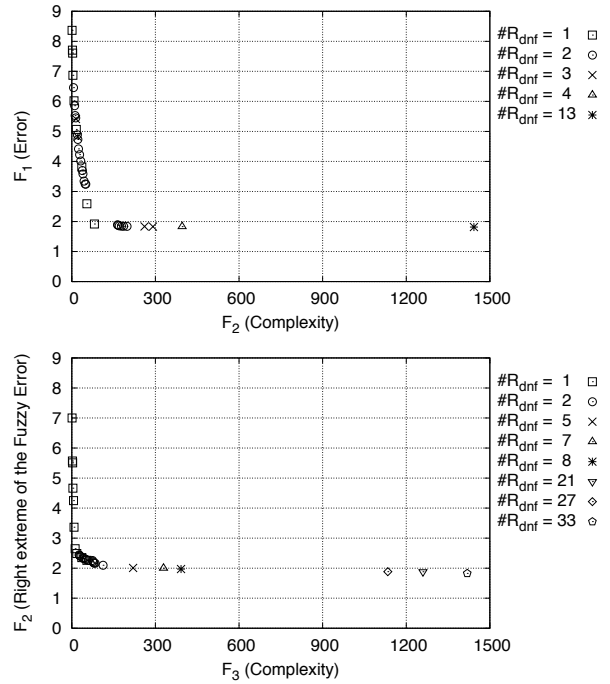 9
8
7
6
5
4
3
2
1
0
F1 (Error)
0 300 600 900 1200 1500
F2 (Complexity)
#Rdnf = 1
#Rdnf = 2
#Rdnf = 3
#Rdnf = 4
#Rdnf = 13
9
8
7
6
5
4
3
2
1
0
F2 (Right extreme of the Fuzzy Error)
0 300 600 900 1200 1500
F3 (Complexity)
#Rdnf = 1
#Rdnf = 2
#Rdnf = 5
#Rdnf = 7
#Rdnf = 8
#Rdnf = 21
#Rdnf = 27
#Rdnf = 33